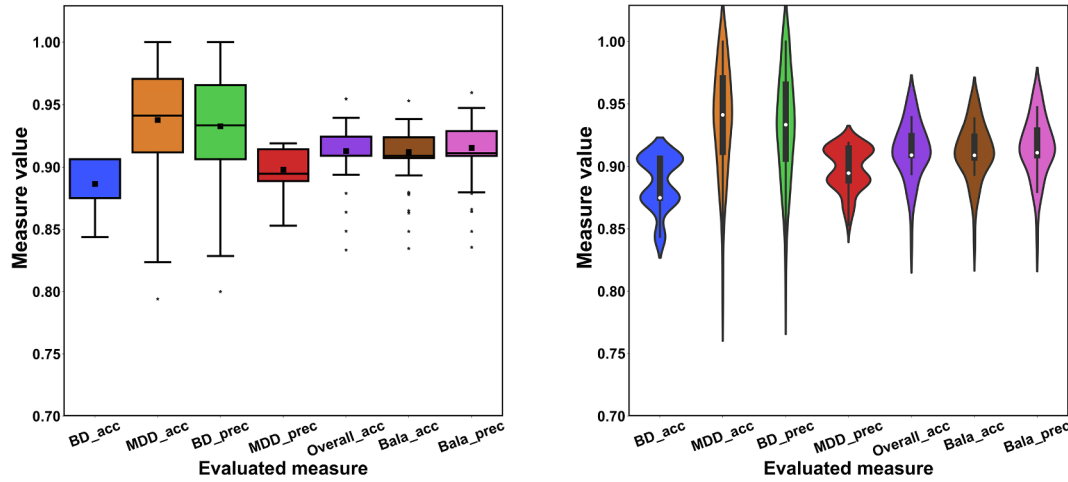 1.00
0.95
0.90
0.85
0.80
0.75
0.70
Measure value
BD_acc
MDD_acc
BD_prec
MDD_prec
Overall_acc
Bala_acc
Bala_prec
Evaluated measure
1.00
0.95
0.90
0.85
0.80
0.75
0.70
Measure value
BD_acc
MDD_acc
BD_prec
MDD_prec
Overall_acc
Bala_acc
Bala_prec
Evaluated measure